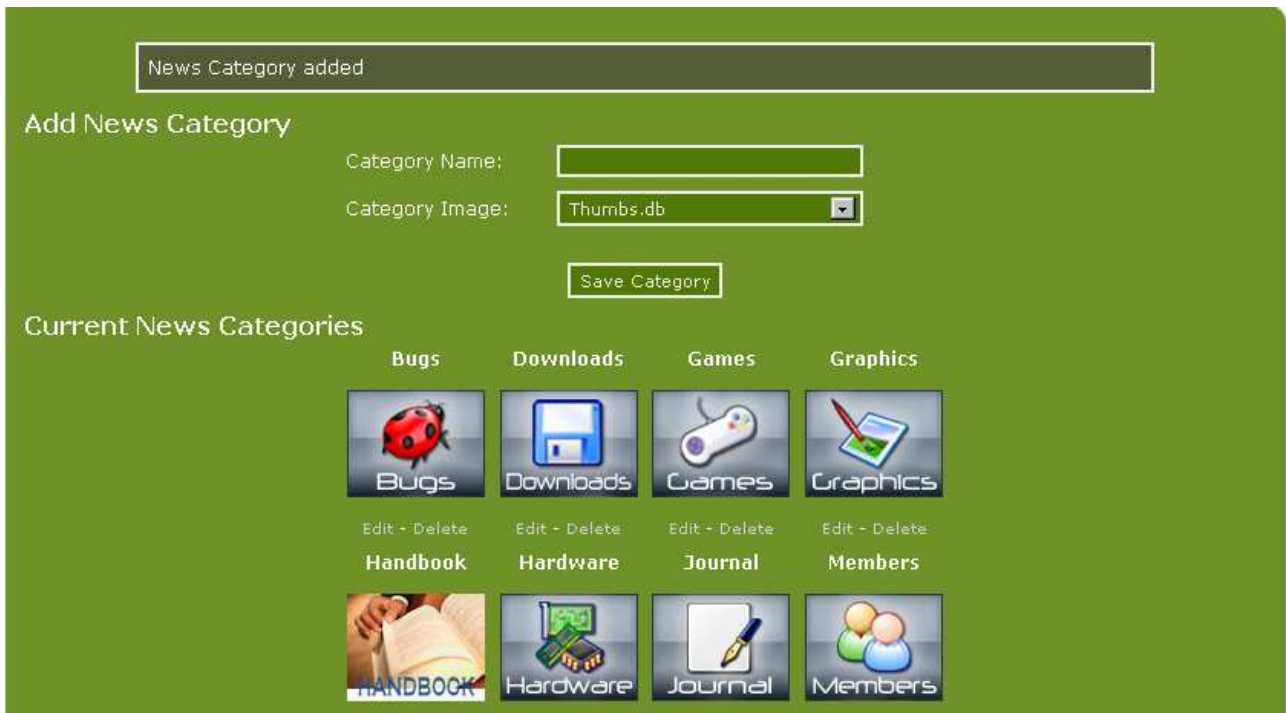 News Category added
Add News Category
Category Name:
Category Image: Thumbs.db
Save Category
Current News Categories
Bugs Downloads Games Graphics
Bugs Downloads Games Graphics
Edit - Delete Edit - Delete Edit - Delete Edit - Delete
Handbook Hardware Journal Members
HANDBOOK Hardware Journal Members